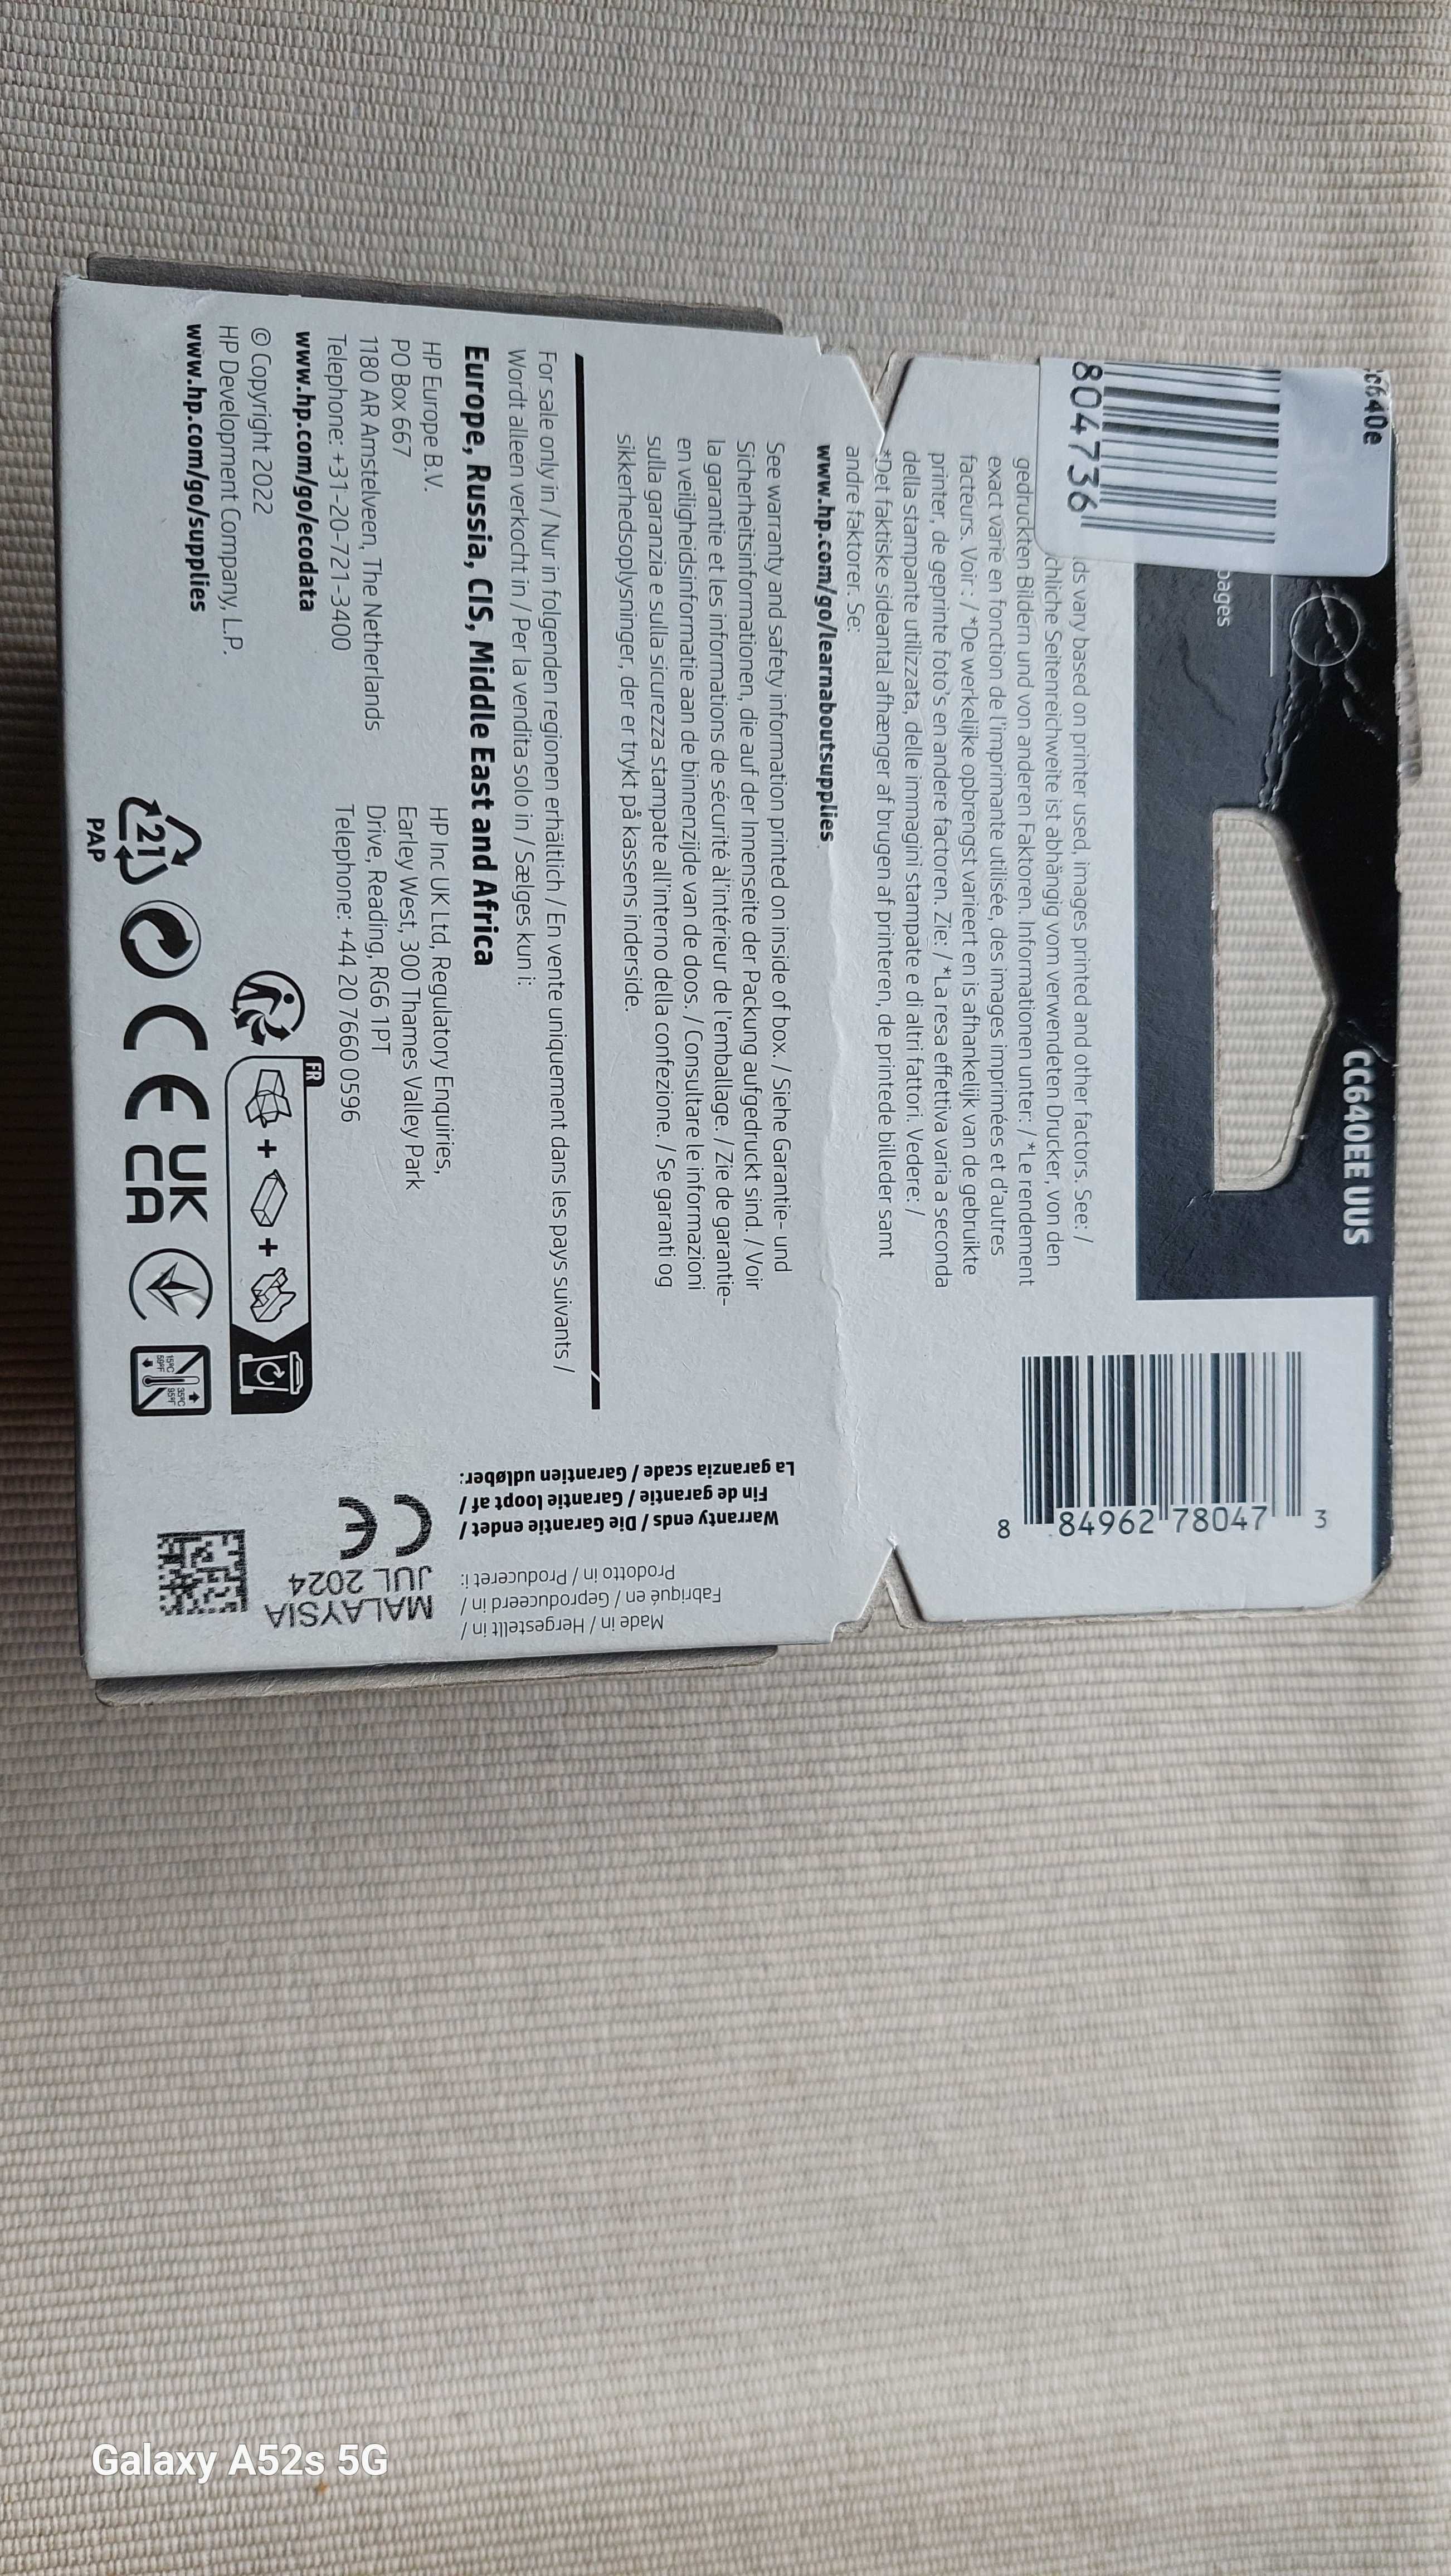 cc640e
804736
CC640EE UUS
pages
8 84962 78047 3
ds vary based on printer used, images printed and other factors. See: /
chliche Seitenreichweite ist abhängig vom verwendeten Drucker, von den
gedruckten Bildern und von anderen Faktoren. Informationen unter: / *Le rendement
exact varie en fonction de l'imprimante utilisée, des images imprimées et d'autres
facteurs. Voir : / *De werkelijke opbrengst varieert en is afhankelijk van de gebruikte
printer, de geprinte foto's en andere factoren. Zie: / *La resa effettiva varia a seconda
della stampante utilizzata, delle immagini stampate e di altri fattori. Vedere: /
*Det faktiske sideantal afhænger af brugen af printeren, de printede billeder samt
andre faktorer. Se:
www.hp.com/go/learnaboutsupplies
See warranty and safety information printed on inside of box. / Siehe Garantie- und
Sicherheitsinformationen, die auf der Innenseite der Packung aufgedruckt sind. / Voir
la garantie et les informations de sécurité à l'intérieur de l'emballage. / Zie de garantie-
en veiligheidsinformatie aan de binnenzijde van de doos. / Consultare le informazioni
sulla garanzia e sulla sicurezza stampate all'interno della confezione. / Se garanti og
sikkerhedsoplysninger, der er trykt på kassens inderside.
For sale only in / Nur in folgenden regionen erhältlich / En vente uniquement dans les pays suivants /
Wordt alleen verkocht in / Per la vendita solo in / Sælges kun i:
Europe, Russia, CIS, Middle East and Africa
HP Europe B.V.
PO Box 667
1180 AR Amstelveen, The Netherlands
Telephone: +31-20-721-3400
www.hp.com/go/ecodata
© Copyright 2022
HP Development Company, L.P.
www.hp.com/go/supplies
HP Inc UK Ltd, Regulatory Enquiries,
Earley West, 300 Thames Valley Park
Drive, Reading, RG6 1PT
Telephone: +44 20 7660 0596
FR
21
PAP
CE
UK
CA
15ºC
59ºF
35ºC
95ºF
Made in / Hergestellt in /
Fabriqué en / Geproduceerd in /
Prodotto in / Produceret i:
MALAYSIA
JUL 2024
CE
Warranty ends / Die Garantie endet /
Fin de garantie / Garantie loopt af /
La garanzia scade / Garantien udløber:
Galaxy A52s 5G